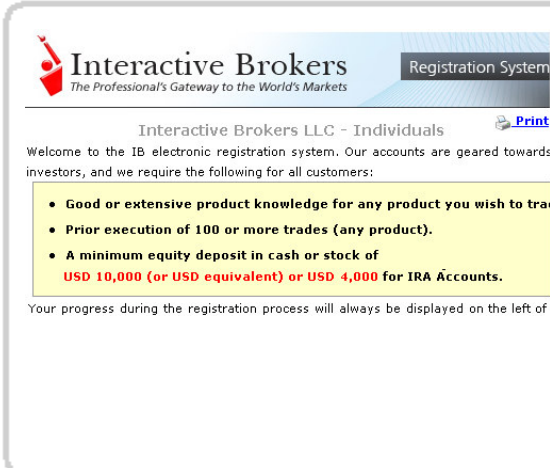 Interactive Brokers
The Professional's Gateway to the World's Markets
Registration System
Print
Interactive Brokers LLC - Individuals
Welcome to the IB electronic registration system. Our accounts are geared towards
investors, and we require the following for all customers:
• Good or extensive product knowledge for any product you wish to
• Prior execution of 100 or more trades (any product).
• A minimum equity deposit in cash or stock of
USD 10,000 (or USD equivalent) or USD 4,000 for IRA Accounts.
Your progress during the registration process will always be displayed on the left of